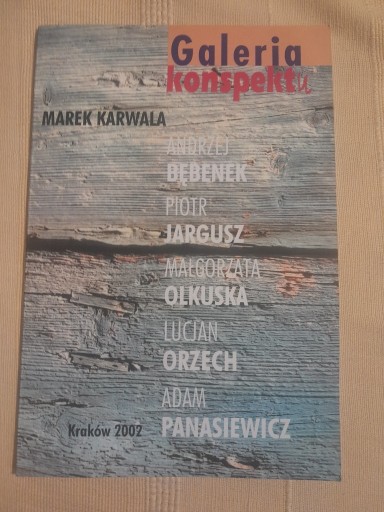 Galeria
konspektu
MAREK KARWALA
ANDRZEJ
BĘBENEK
PIOTR
JARGUSZ
MAŁGORZATA
OLKUSKA
LUCJAN
ORZECH
ADAM
PANASIEWICZ
Kraków 2002